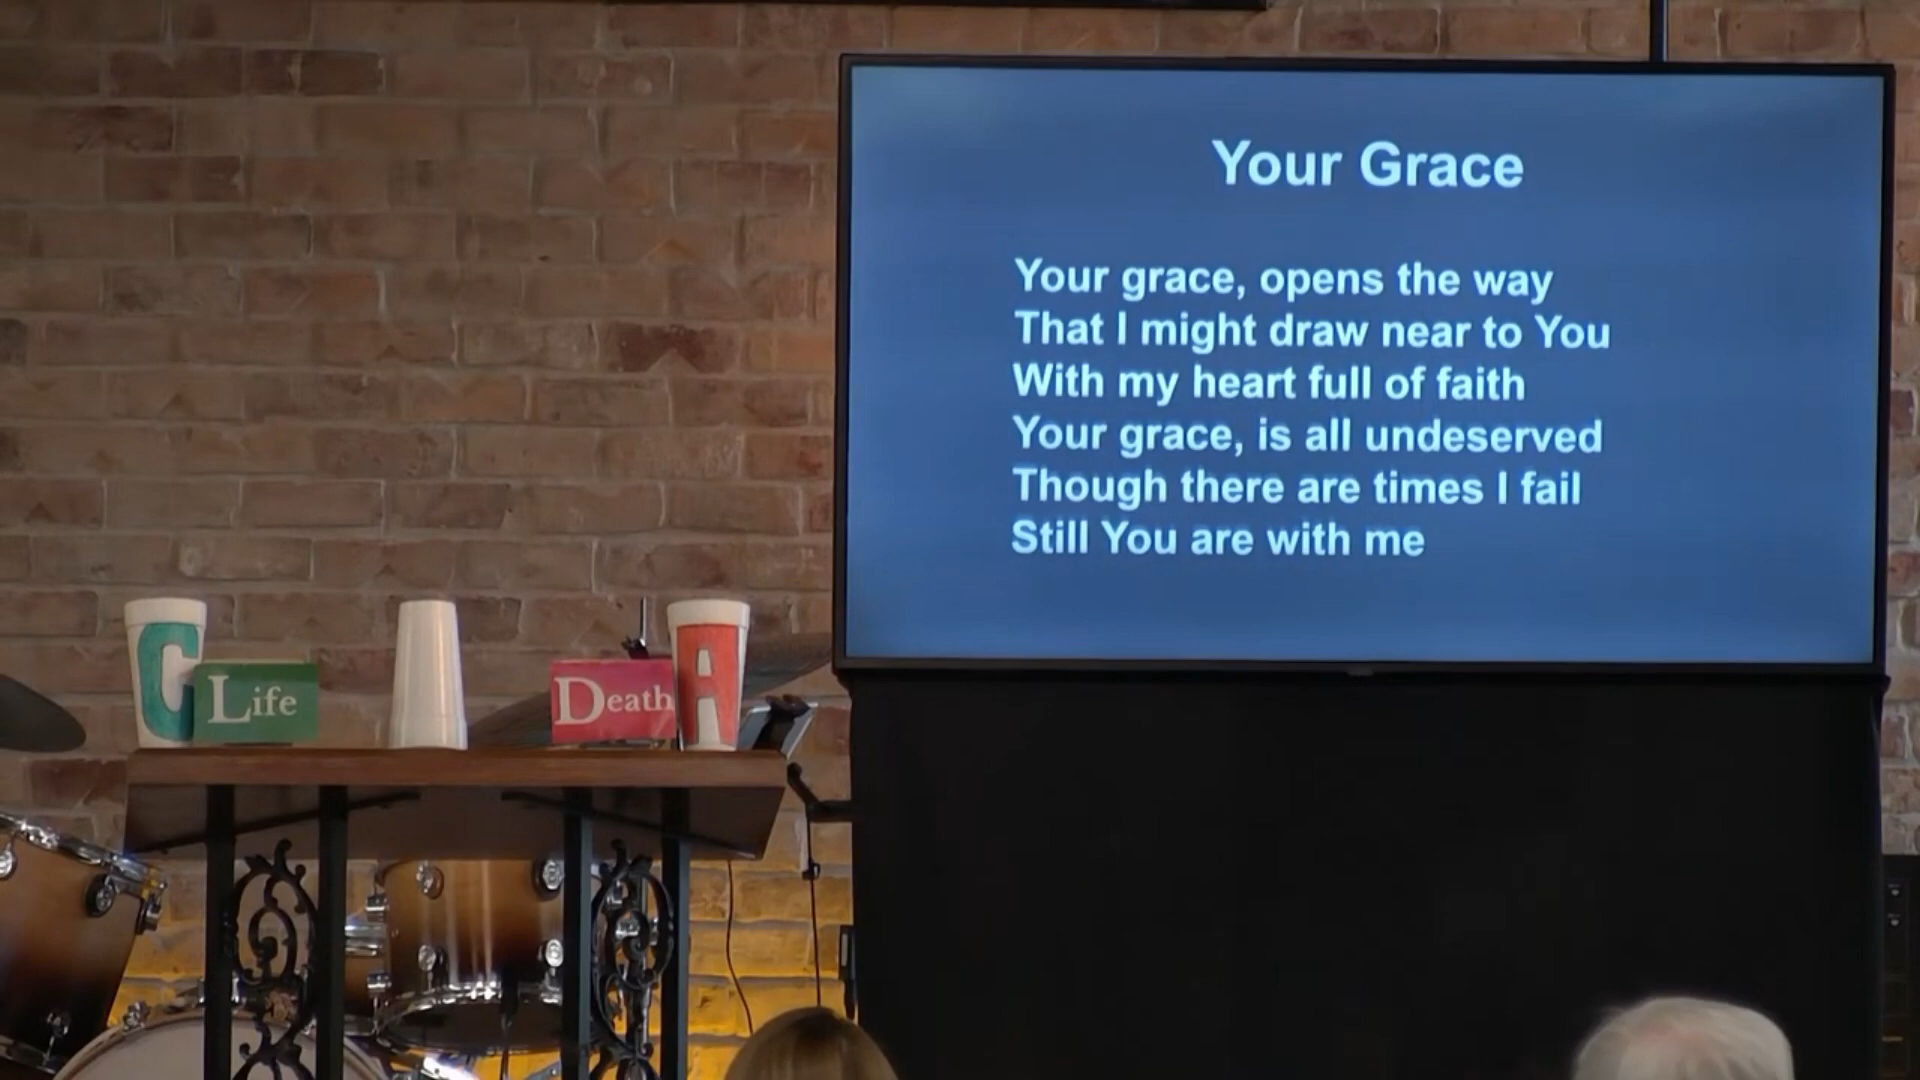 Your Grace
Your grace, opens the way
That I might draw near to You
With my heart full of faith
Your grace, is all undeserved
Though there are times I fail
Still You are with me
C
Life
Death
A